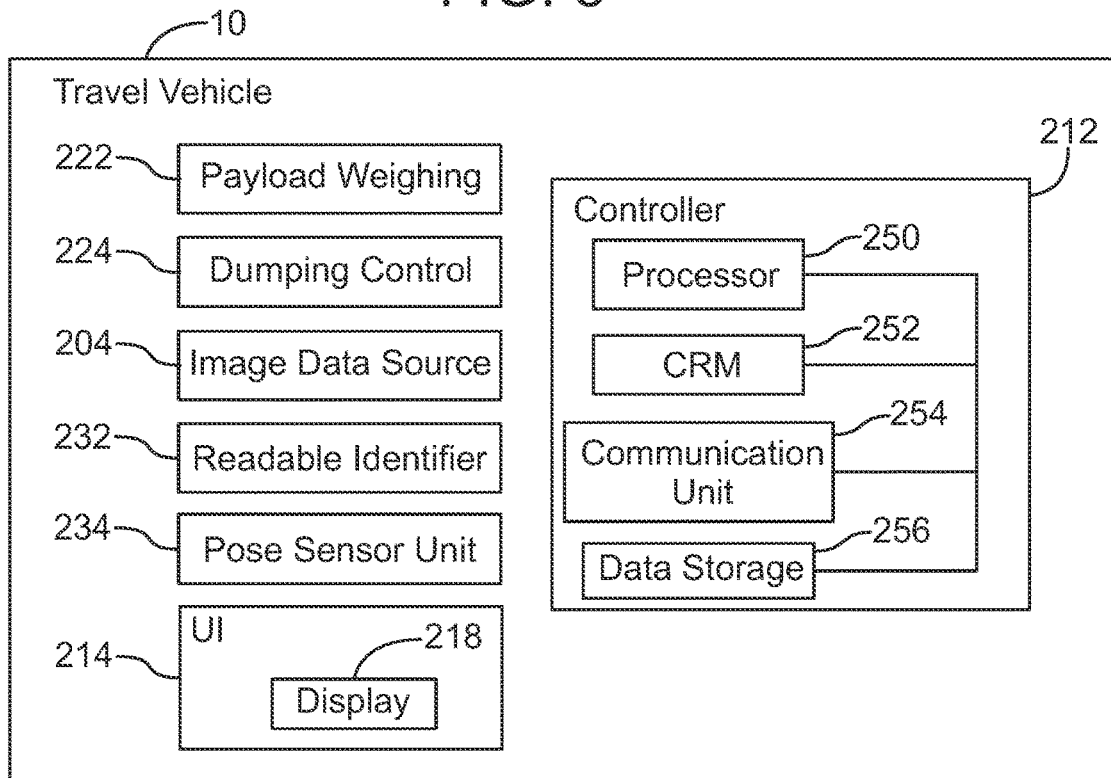 10
Travel Vehicle
222
Payload Weighing
224
Dumping Control
204
Image Data Source
232
Readable Identifier
234
Pose Sensor Unit
214
UI
218
Display
212
Controller
250
Processor
252
CRM
254
Communication
Unit
256
Data Storage